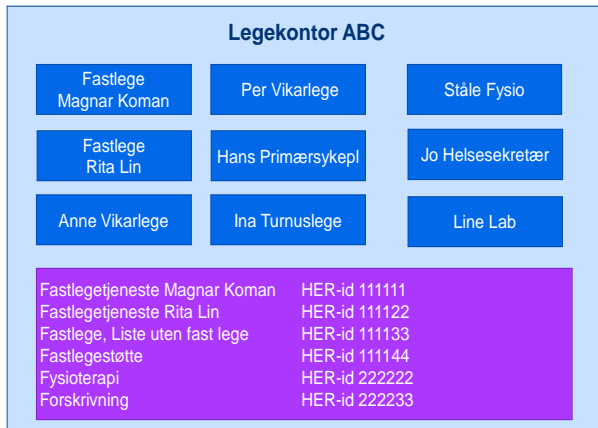 Legekontor ABC
Fastlege
Magnar Koman
Per Vikarlege
Ståle Fysio
Fastlege
Rita Lin
Hans Primærsykepl
Jo Helsesekretær
Anne Vikarlege
Ina Turnuslege
Line Lab
Fastlegetjeneste Magnar Koman HER-id 111111
Fastlegetjeneste Rita Lin HER-id 111122
Fastlege, Liste uten fast lege HER-id 111133
Fastlegestøtte HER-id 111144
Fysioterapi HER-id 222222
Forskrivning HER-id 222233